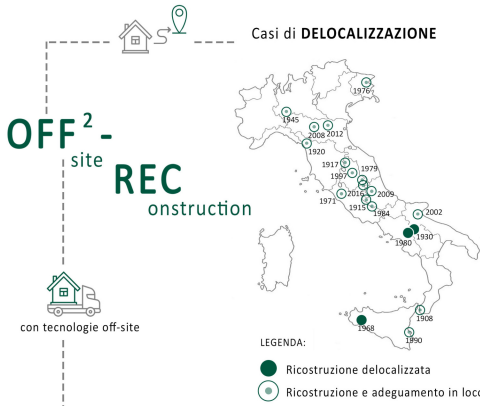 Casi di DELOCALIZZAZIONE
OFF² -
site
REC
onstruction
con tecnologie off-site
1976
1945
2008
2012
1920
1917
1979
1997
2016
2009
1971
1915
1984
2002
1980
1930
1968
1908
1990
LEGENDA:
Ricostruzione delocalizzata
Ricostruzione e adeguamento in loco